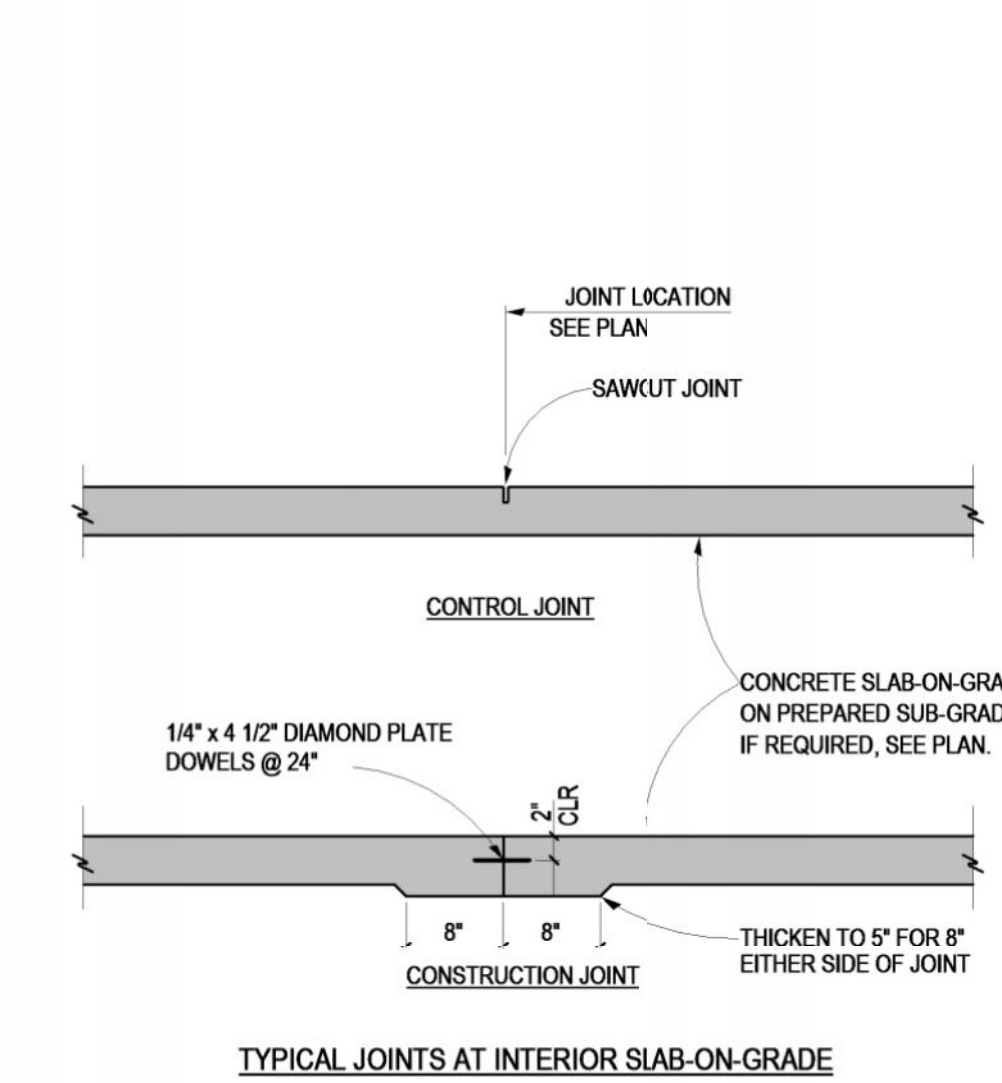 JOINT LOCATION
SEE PLAN
SAWCUT JOINT
CONTROL JOINT
CONCRETE SLAB-ON-GRA
ON PREPARED SUB-GRAD
IF REQUIRED, SEE PLAN.
1/4" x 4 1/2" DIAMOND PLATE
DOWELS @ 24"
2"
CLR
8"
8"
THICKEN TO 5" FOR 8"
EITHER SIDE OF JOINT
CONSTRUCTION JOINT
TYPICAL JOINTS AT INTERIOR SLAB-ON-GRADE